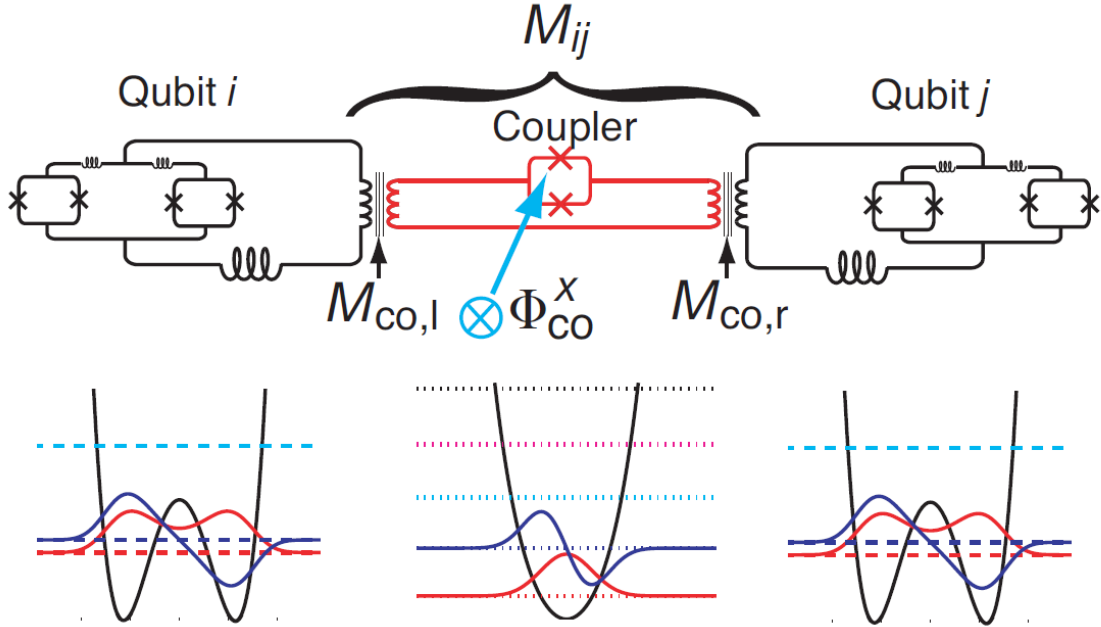 M_ij
Qubit i
Qubit j
Coupler
M_co,l
Φ^x_co
M_co,r